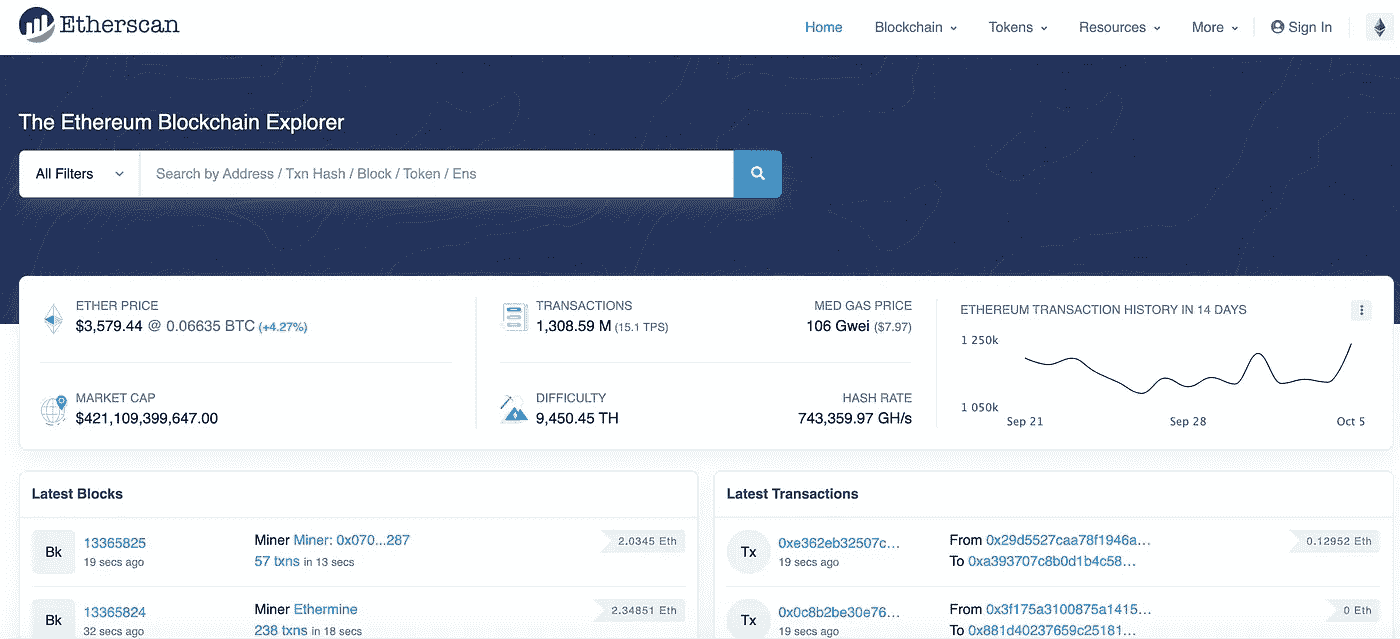 Etherscan
Home Blockchain Tokens Resources More Sign In
The Ethereum Blockchain Explorer
All Filters Search by Address / Txn Hash / Block / Token / Ens
ETHER PRICE
$3,579.44 @ 0.06635 BTC (+4.27%)
MARKET CAP
$421,109,399,647.00
TRANSACTIONS
1,308.59 M (15.1 TPS)
MED GAS PRICE
106 Gwei ($7.97)
DIFFICULTY
9,450.45 TH
HASH RATE
743,359.97 GH/s
ETHEREUM TRANSACTION HISTORY IN 14 DAYS
1 250k
1 050k
Sep 21 Sep 28 Oct 5
Latest Blocks
Bk
13365825
19 secs ago
Miner Miner: 0x070...287
57 txns in 13 secs
2.0345 Eth
Bk
13365824
32 secs ago
Miner Ethermine
238 txns in 18 secs
2.34851 Eth
Latest Transactions
Tx
0xe362eb32507c...
19 secs ago
From 0x29d5527caa78f1946a...
To 0xa393707c8b0d1b4c58...
0.12952 Eth
Tx
0x0c8b2be30e76...
19 secs ago
From 0x3f175a3100875a1415...
To 0x881d40237659c25181...
0 Eth